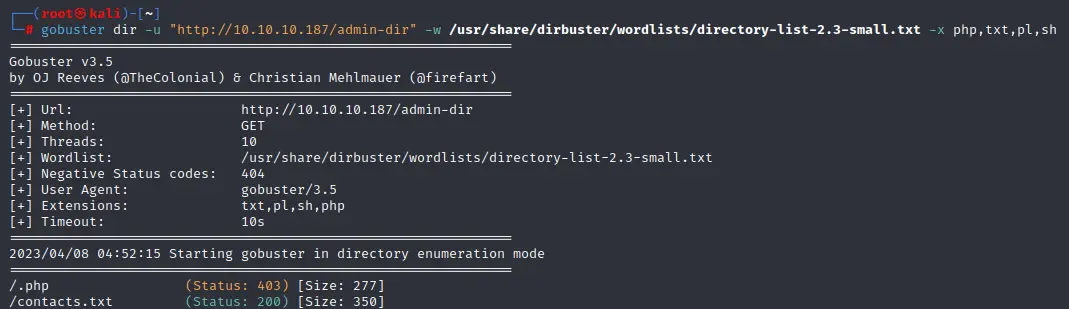 ┌──(root㉿kali)-[~]
└─# gobuster dir -u "http://10.10.10.187/admin-dir" -w /usr/share/dirbuster/wordlists/directory-list-2.3-small.txt -x php,txt,pl,sh
===============================================================
Gobuster v3.5
by OJ Reeves (@TheColonial) & Christian Mehlmauer (@firefart)
===============================================================
[+] Url:                     http://10.10.10.187/admin-dir
[+] Method:                  GET
[+] Threads:                 10
[+] Wordlist:                /usr/share/dirbuster/wordlists/directory-list-2.3-small.txt
[+] Negative Status codes:   404
[+] User Agent:              gobuster/3.5
[+] Extensions:              txt,pl,sh,php
[+] Timeout:                 10s
===============================================================
2023/04/08 04:52:15 Starting gobuster in directory enumeration mode
===============================================================
/.php                 (Status: 403) [Size: 277]
/contacts.txt         (Status: 200) [Size: 350]